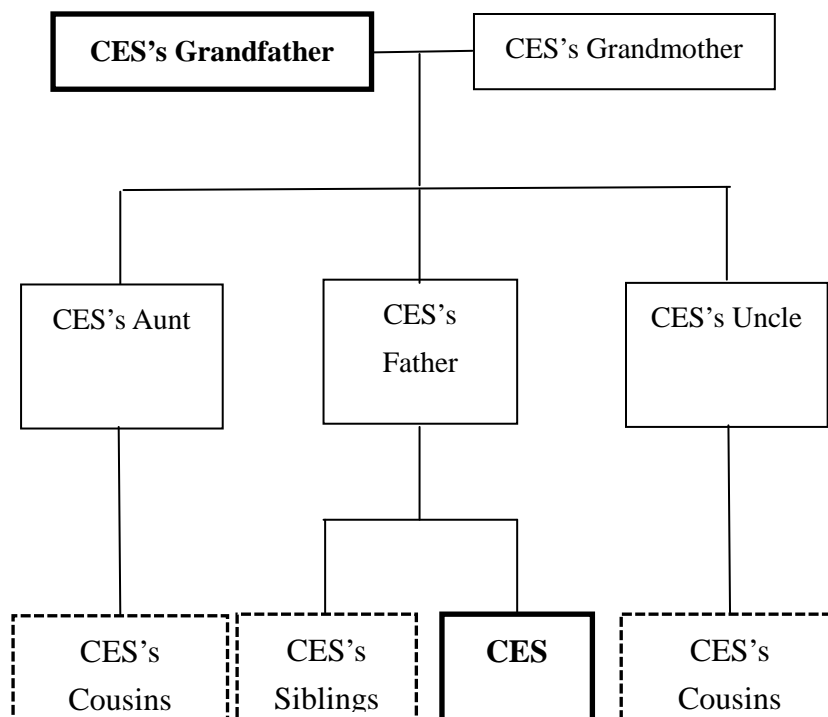 CES’s Grandfather
CES’s Grandmother
CES’s Aunt
CES’s
Father
CES’s Uncle
CES’s
Cousins
CES’s
Siblings
CES
CES’s
Cousins